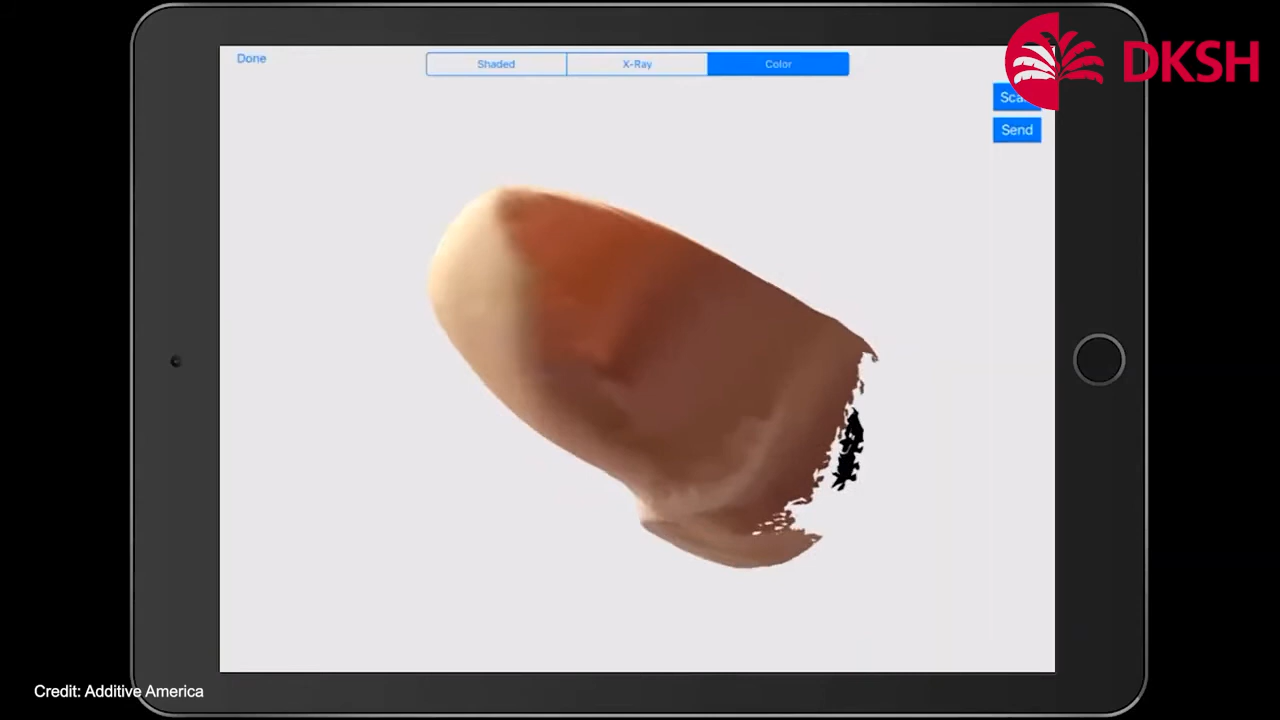 Done
Shaded
X-Ray
Color
DKSH
Send
Credit: Additive America